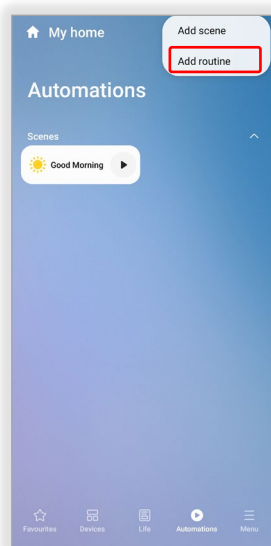 My home
Add scene
Add routine
Automations
Scenes
Good Morning
Favourites
Devices
Life
Automations
Menu